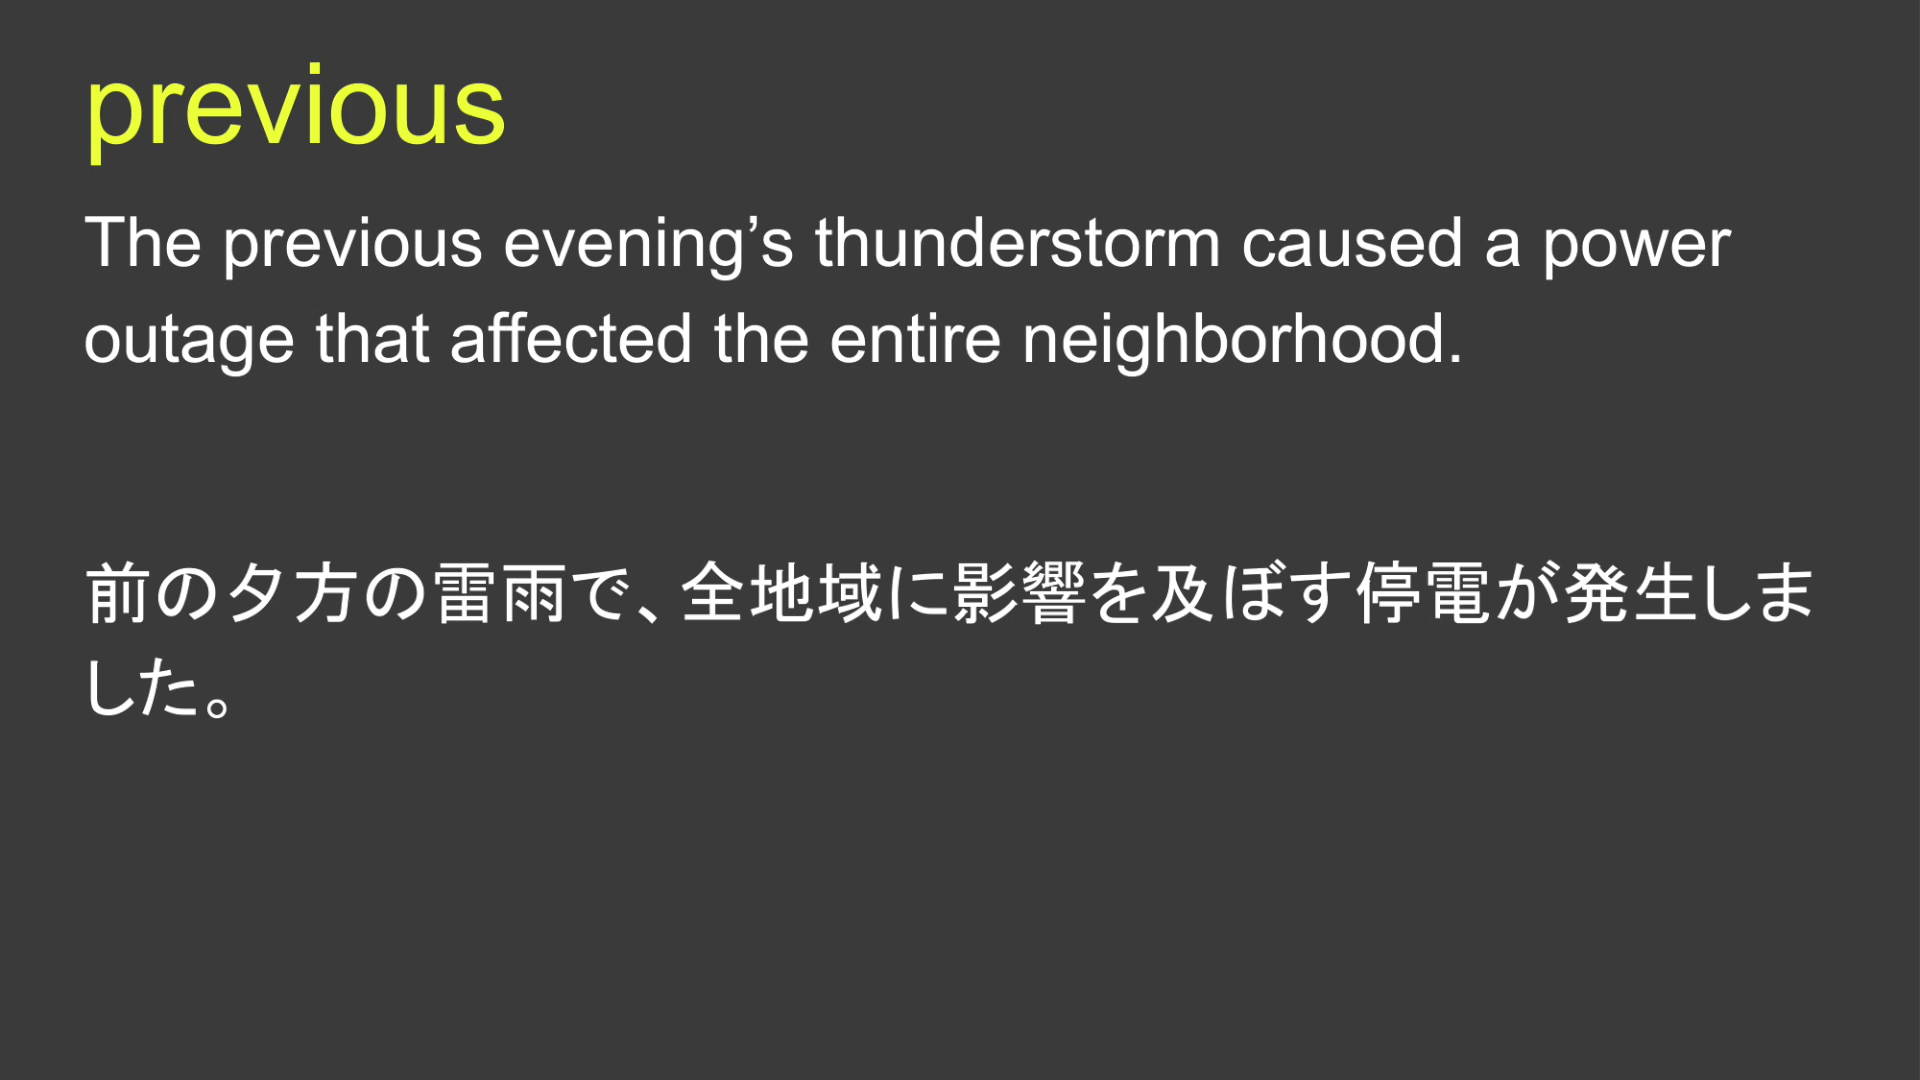 previous
The previous evening’s thunderstorm caused a power
outage that affected the entire neighborhood.
前の夕方の雷雨で、全地域に影響を及ぼす停電が発生しま
した。